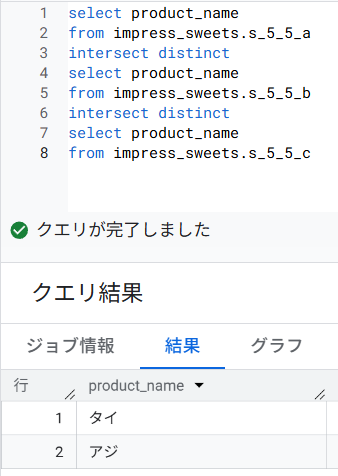 1 select product_name
2 from impress_sweets.s_5_5_a
3 intersect distinct
4 select product_name
5 from impress_sweets.s_5_5_b
6 intersect distinct
7 select product_name
8 from impress_sweets.s_5_5_c
クエリが完了しました
クエリ結果
ジョブ情報 結果 グラフ
行 product_name
1 タイ
2 アジ